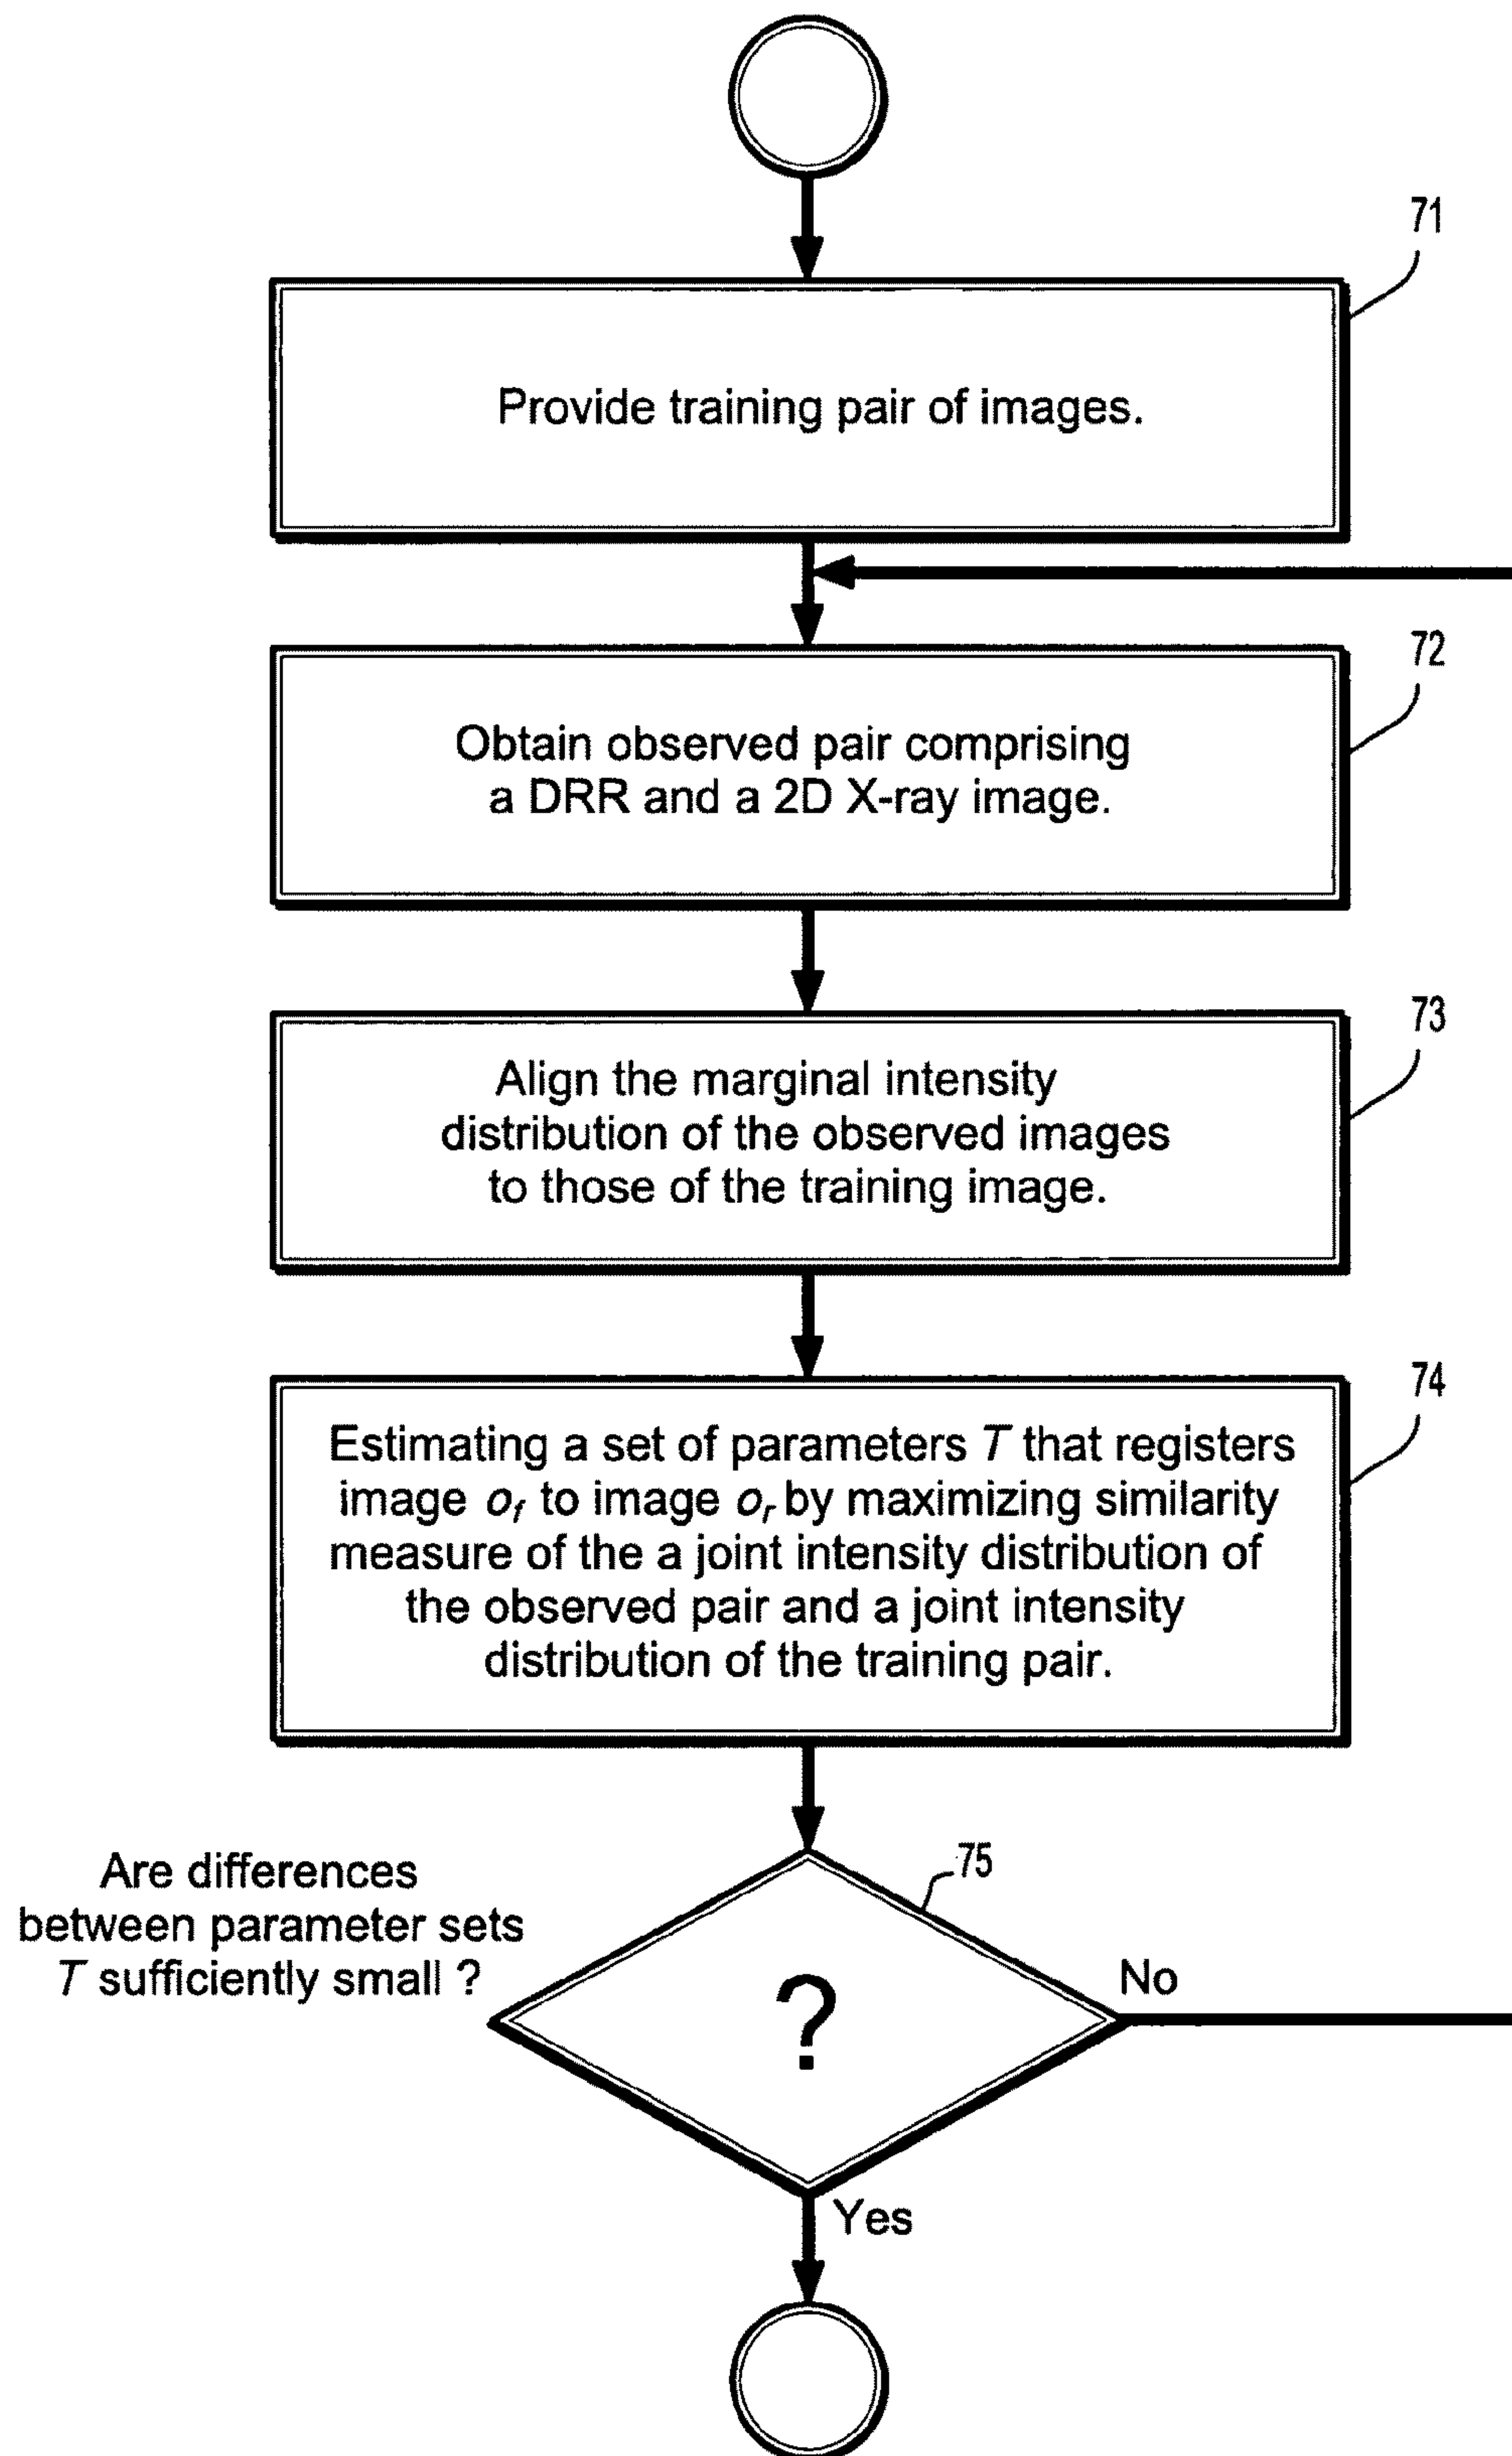 71
Provide training pair of images.
72
Obtain observed pair comprising
a DRR and a 2D X-ray image.
73
Align the marginal intensity
distribution of the observed images
to those of the training image.
74
Estimating a set of parameters T that registers
image of to image or by maximizing similarity
measure of the a joint intensity distribution of
the observed pair and a joint intensity
distribution of the training pair.
75
Are differences
between parameter sets
T sufficiently small ?
?
No
Yes